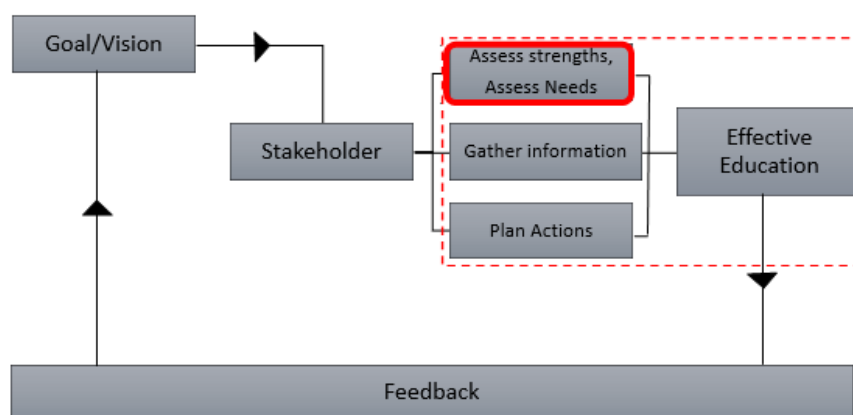 Goal/Vision
Assess strengths,
Assess Needs
Stakeholder
Gather information
Effective
Education
Plan Actions
Feedback